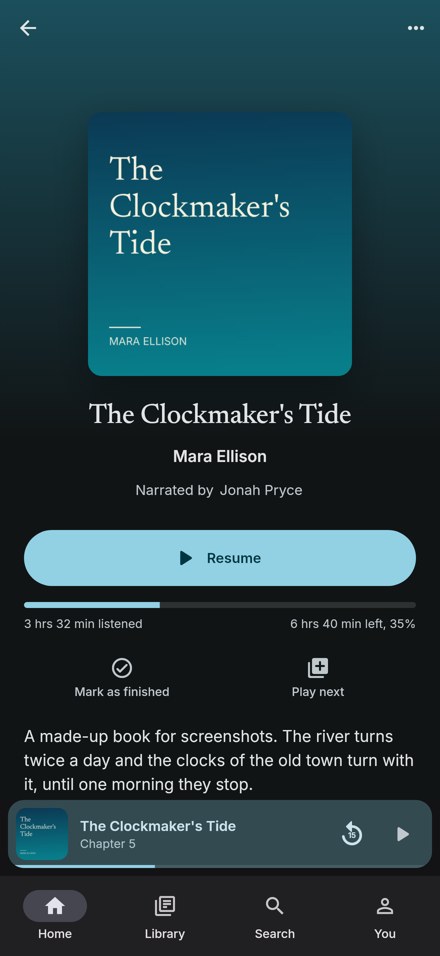 The
Clockmaker's
Tide
MARA ELLISON
The Clockmaker's Tide
Mara Ellison
Narrated by Jonah Pryce
Resume
3 hrs 32 min listened
6 hrs 40 min left, 35%
Mark as finished
Play next
A made-up book for screenshots. The river turns
twice a day and the clocks of the old town turn with
it, until one morning they stop.
The
Clockmaker's
Tide
The Clockmaker's Tide
Chapter 5
15
Home
Library
Search
You